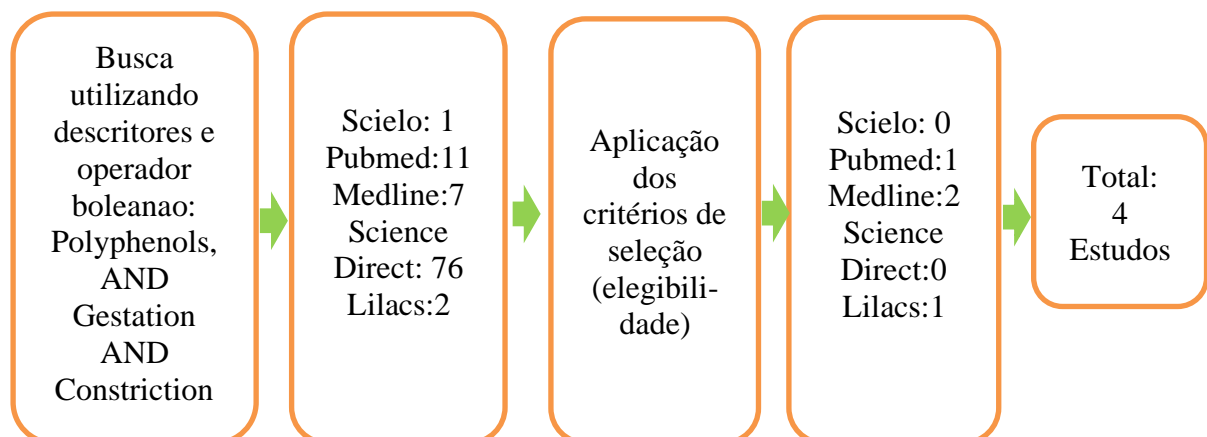 Busca
utilizando
descritores e
operador
boleanao:
Polyphenols,
AND
Gestation
AND
Constriction
Scielo: 1
Pubmed:11
Medline:7
Science
Direct: 76
Lilacs:2
Aplicação
dos
critérios de
seleção
(elegibili-
dade)
Scielo: 0
Pubmed:1
Medline:2
Science
Direct:0
Lilacs:1
Total:
4
Estudos